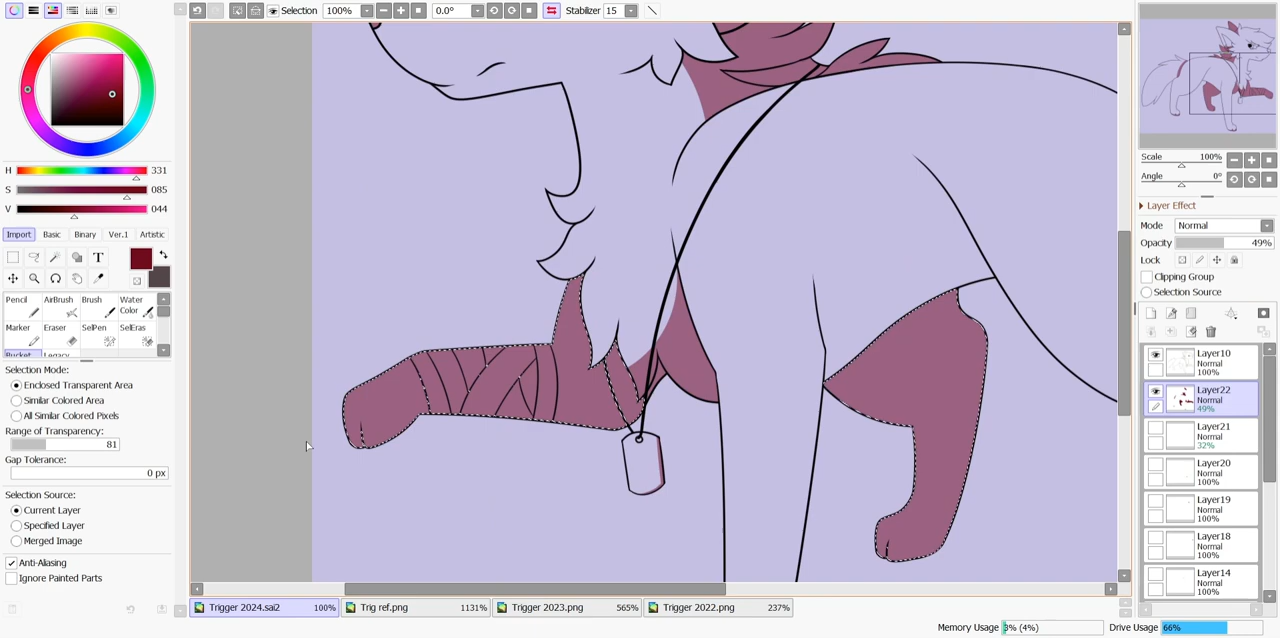 Selection 100% 0.0° Stabilizer 15
H 331
S 085
V 044
Import Basic Binary Ver.1 Artistic
T
Pencil AirBrush Brush Water Color
Marker Eraser SelPen SelEras
Bucket Legacy
Selection Mode:
Enclosed Transparent Area
Similar Colored Area
All Similar Colored Pixels
Range of Transparency:
81
Gap Tolerance:
0 px
Selection Source:
Current Layer
Specified Layer
Merged Image
Anti-Aliasing
Ignore Painted Parts
Trigger 2024.sai2 100% Trig ref.png 1131% Trigger 2023.png 565% Trigger 2022.png 237%
Memory Usage 3% (4%) Drive Usage 66%
Scale 100%
Angle 0°
Layer Effect
Mode Normal
Opacity 49%
Lock
Clipping Group
Selection Source
Layer10
Normal
100%
Layer22
Normal
49%
Layer21
Normal
32%
Layer20
Normal
100%
Layer19
Normal
100%
Layer18
Normal
100%
Layer14
Normal
100%